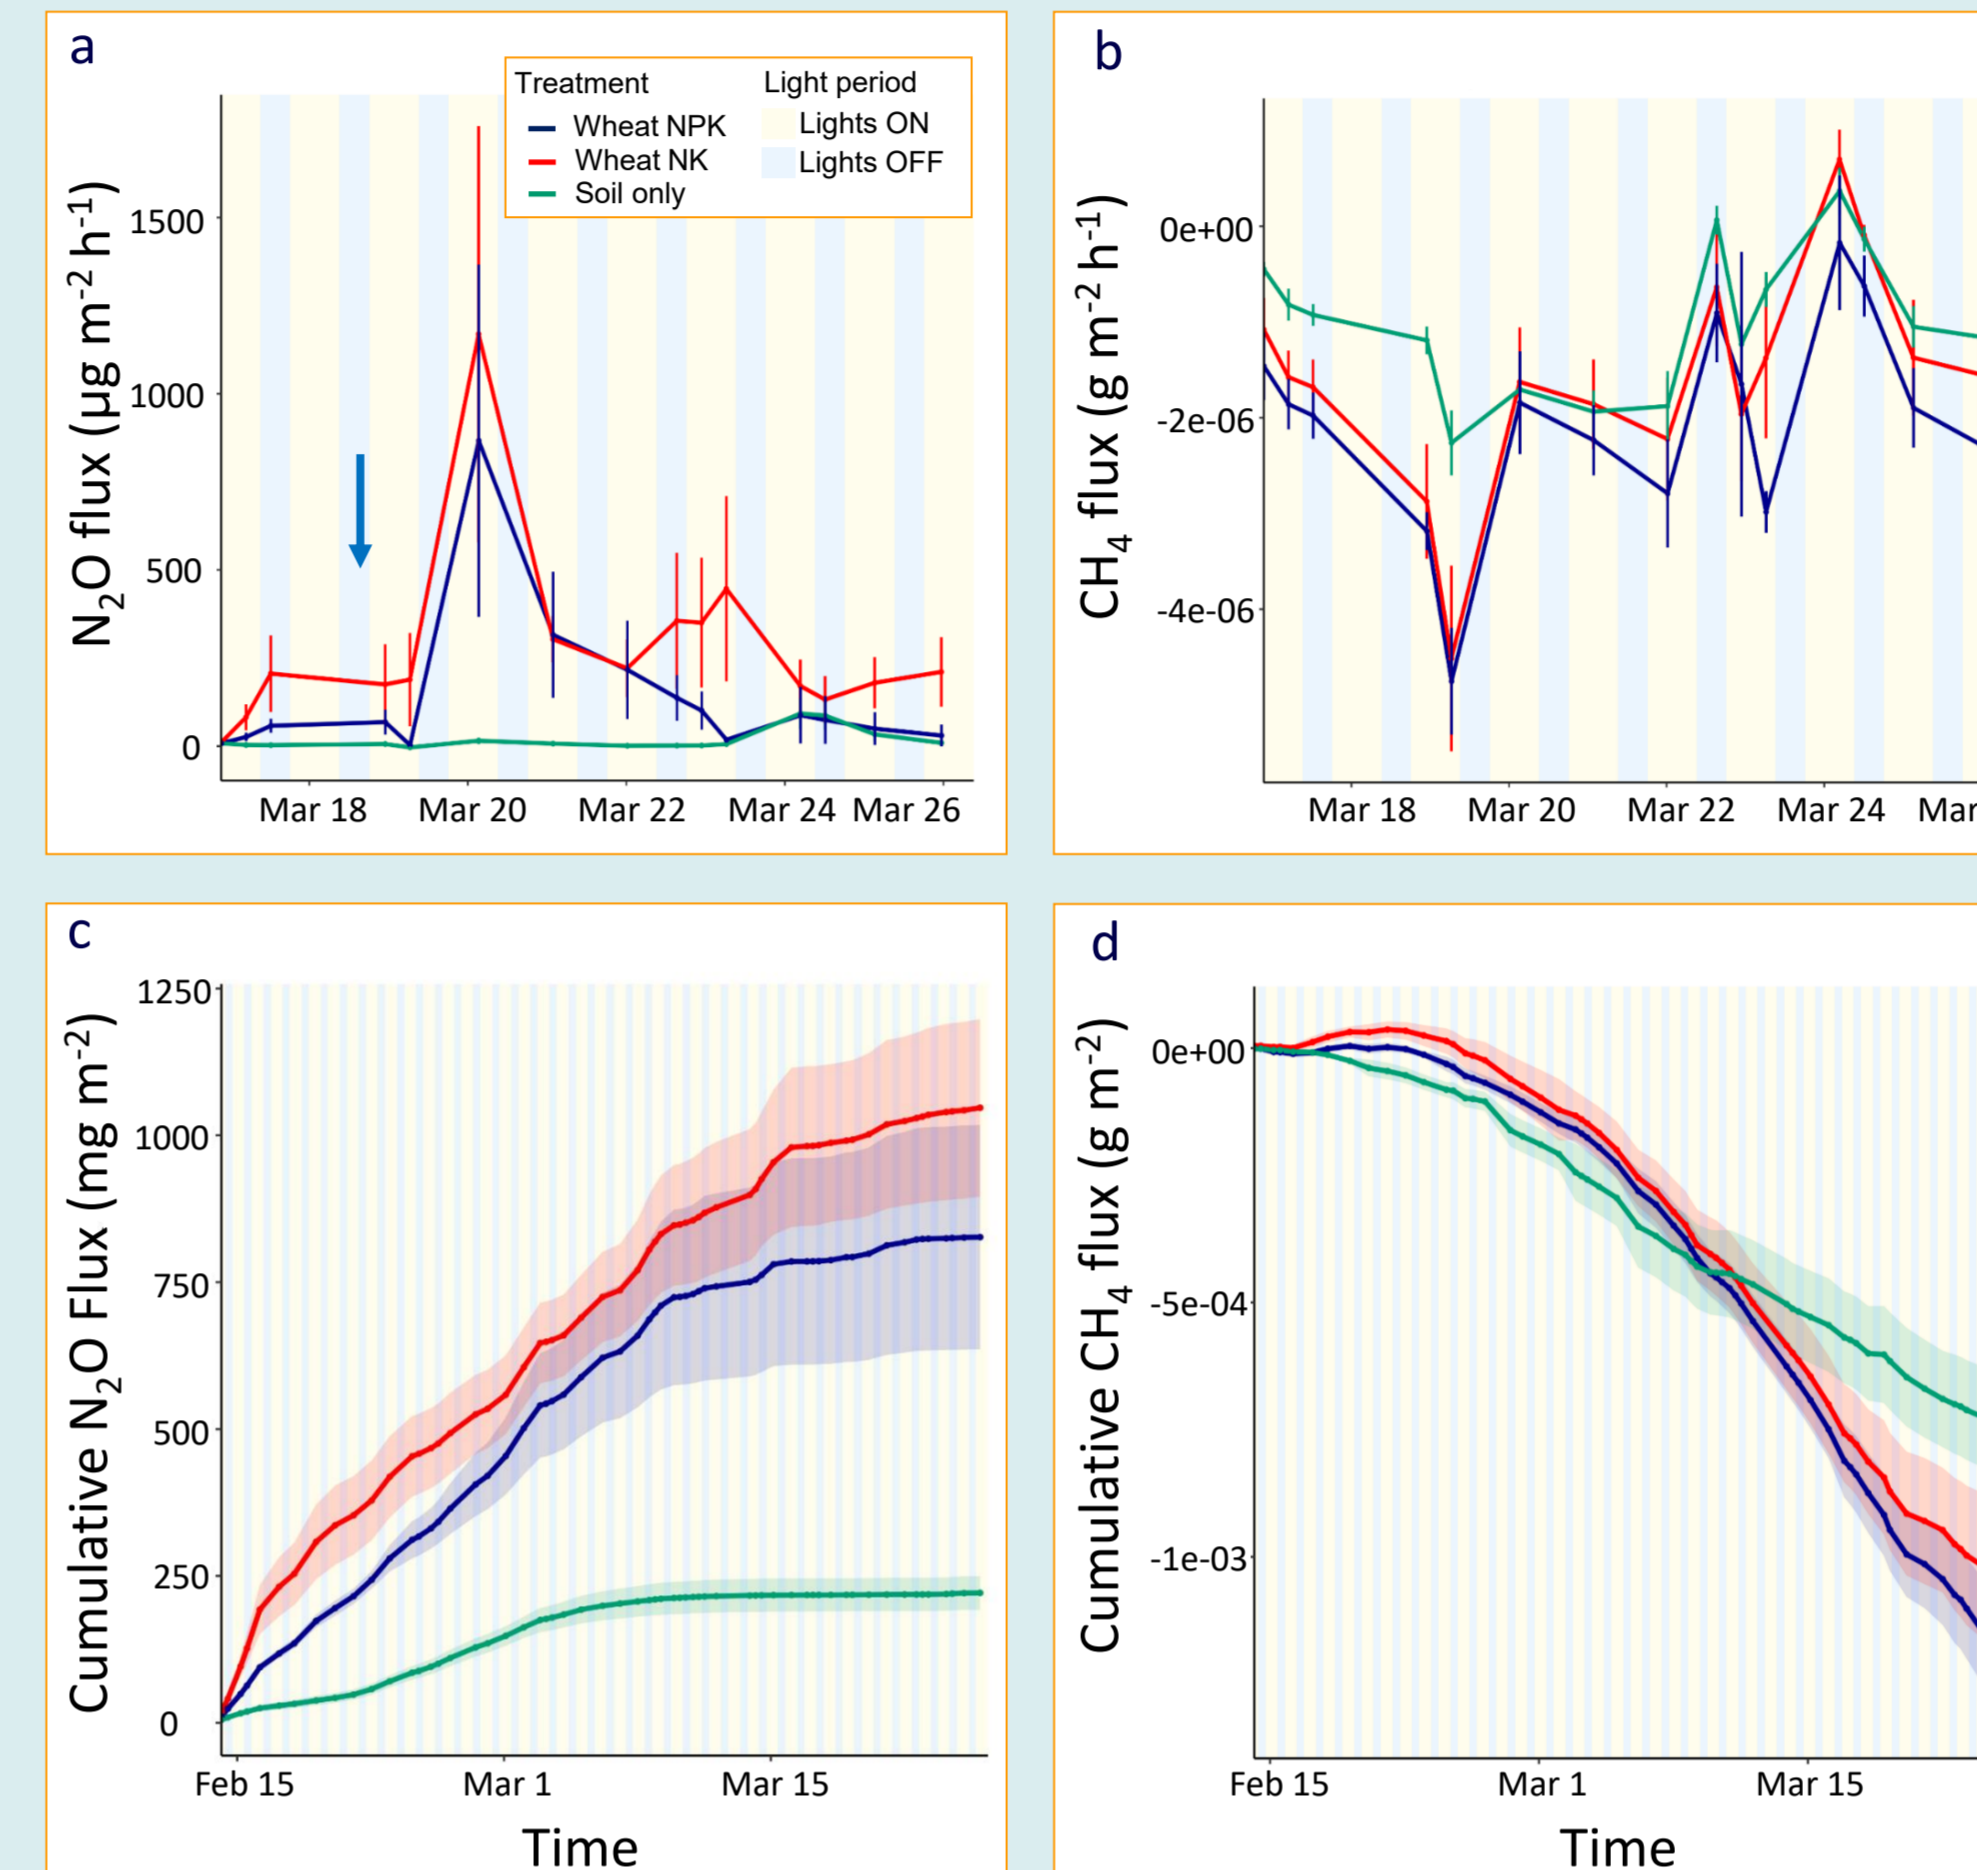 a
Treatment
Wheat NPK
Wheat NK
Soil only
Light period
Lights ON
Lights OFF
N₂O flux (µg m⁻² h⁻¹)
1500
1000
500
0
Mar 18 Mar 20 Mar 22 Mar 24 Mar 26
b
CH₄ flux (g m⁻² h⁻¹)
0e+00
-2e-06
-4e-06
Mar 18 Mar 20 Mar 22 Mar 24 Mar
c
Cumulative N₂O Flux (mg m⁻²)
1250
1000
750
500
250
0
Feb 15 Mar 1 Mar 15
Time
d
Cumulative CH₄ flux (g m⁻²)
0e+00
-5e-04
-1e-03
Feb 15 Mar 1 Mar 15
Time